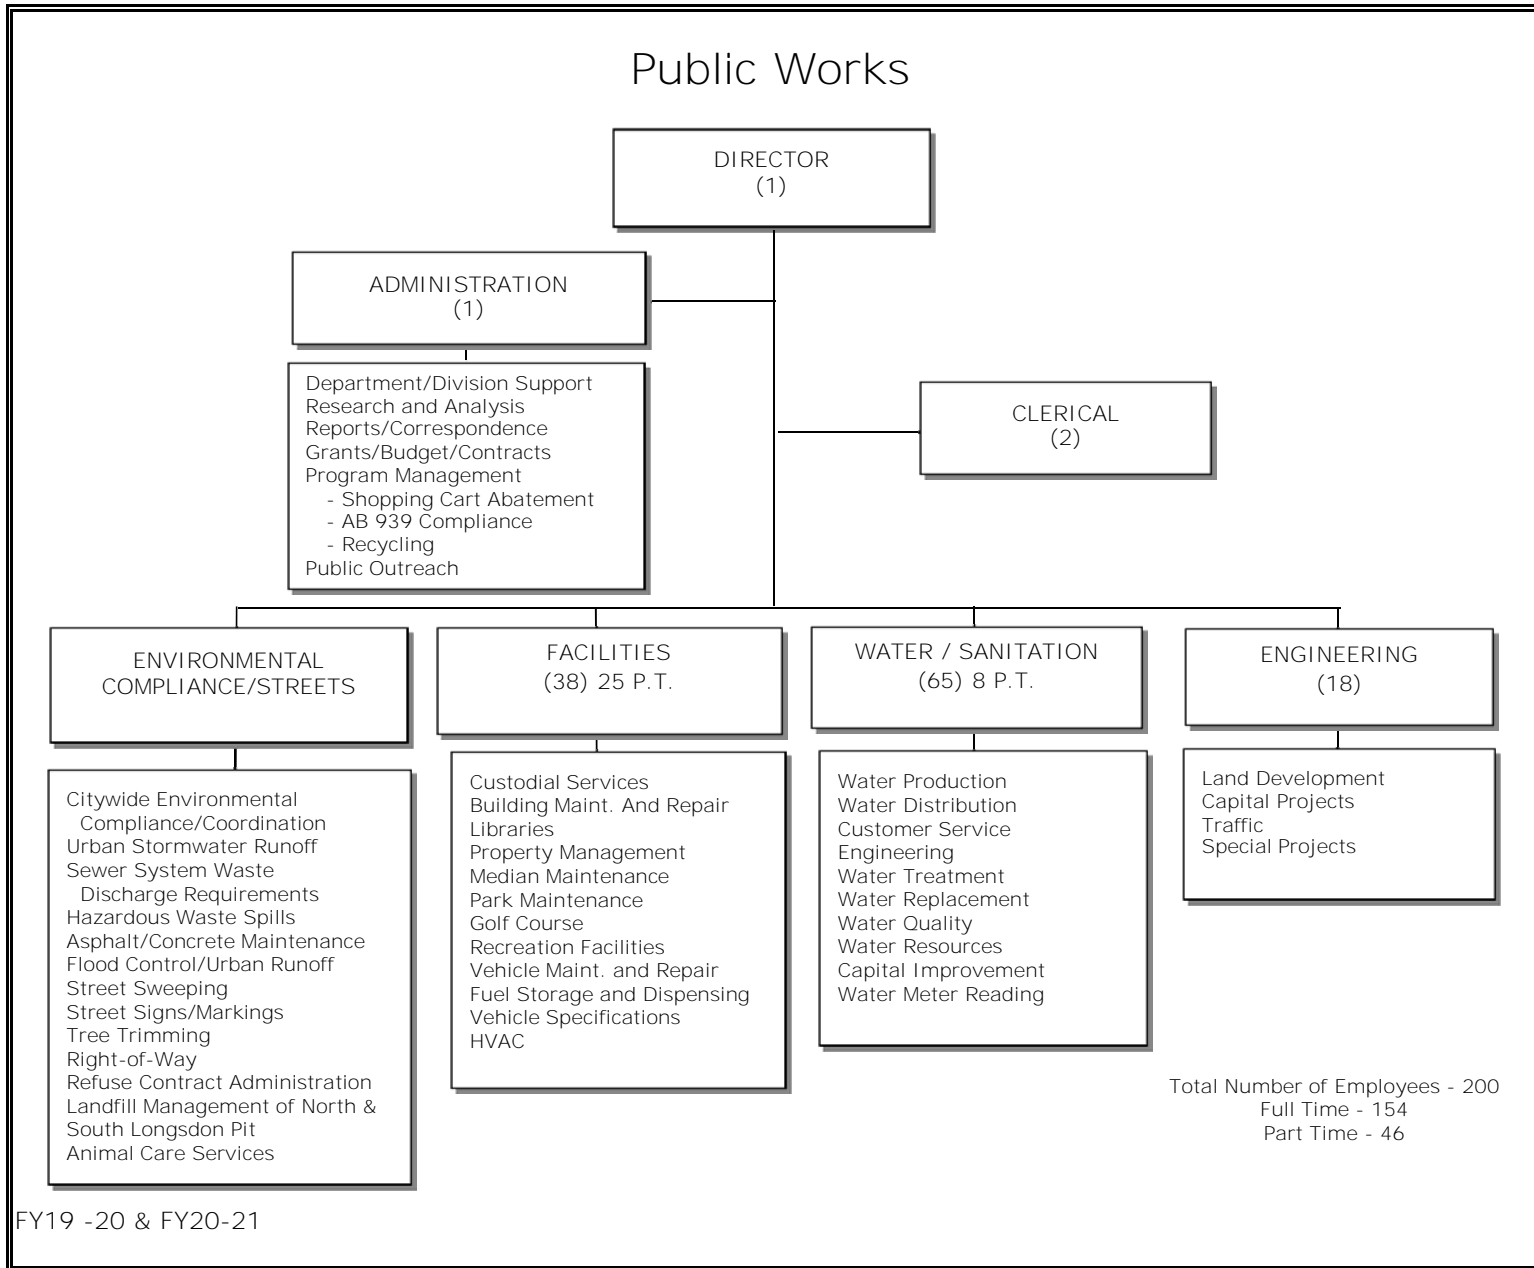 Public Works
DIRECTOR
(1)
ADMINISTRATION
(1)
Department/Division Support
Research and Analysis
Reports/Correspondence
Grants/Budget/Contracts
Program Management
- Shopping Cart Abatement
- AB 939 Compliance
- Recycling
Public Outreach
CLERICAL
(2)
ENVIRONMENTAL
COMPLIANCE/STREETS
Citywide Environmental
Compliance/Coordination
Urban Stormwater Runoff
Sewer System Waste
Discharge Requirements
Hazardous Waste Spills
Asphalt/Concrete Maintenance
Flood Control/Urban Runoff
Street Sweeping
Street Signs/Markings
Tree Trimming
Right-of-Way
Refuse Contract Administration
Landfill Management of North &
South Longsdon Pit
Animal Care Services
FACILITIES
(38) 25 P.T.
Custodial Services
Building Maint. And Repair
Libraries
Property Management
Median Maintenance
Park Maintenance
Golf Course
Recreation Facilities
Vehicle Maint. and Repair
Fuel Storage and Dispensing
Vehicle Specifications
HVAC
WATER / SANITATION
(65) 8 P.T.
Water Production
Water Distribution
Customer Service
Engineering
Water Treatment
Water Replacement
Water Quality
Water Resources
Capital Improvement
Water Meter Reading
ENGINEERING
(18)
Land Development
Capital Projects
Traffic
Special Projects
Total Number of Employees - 200
Full Time - 154
Part Time - 46
FY19 -20 & FY20-21